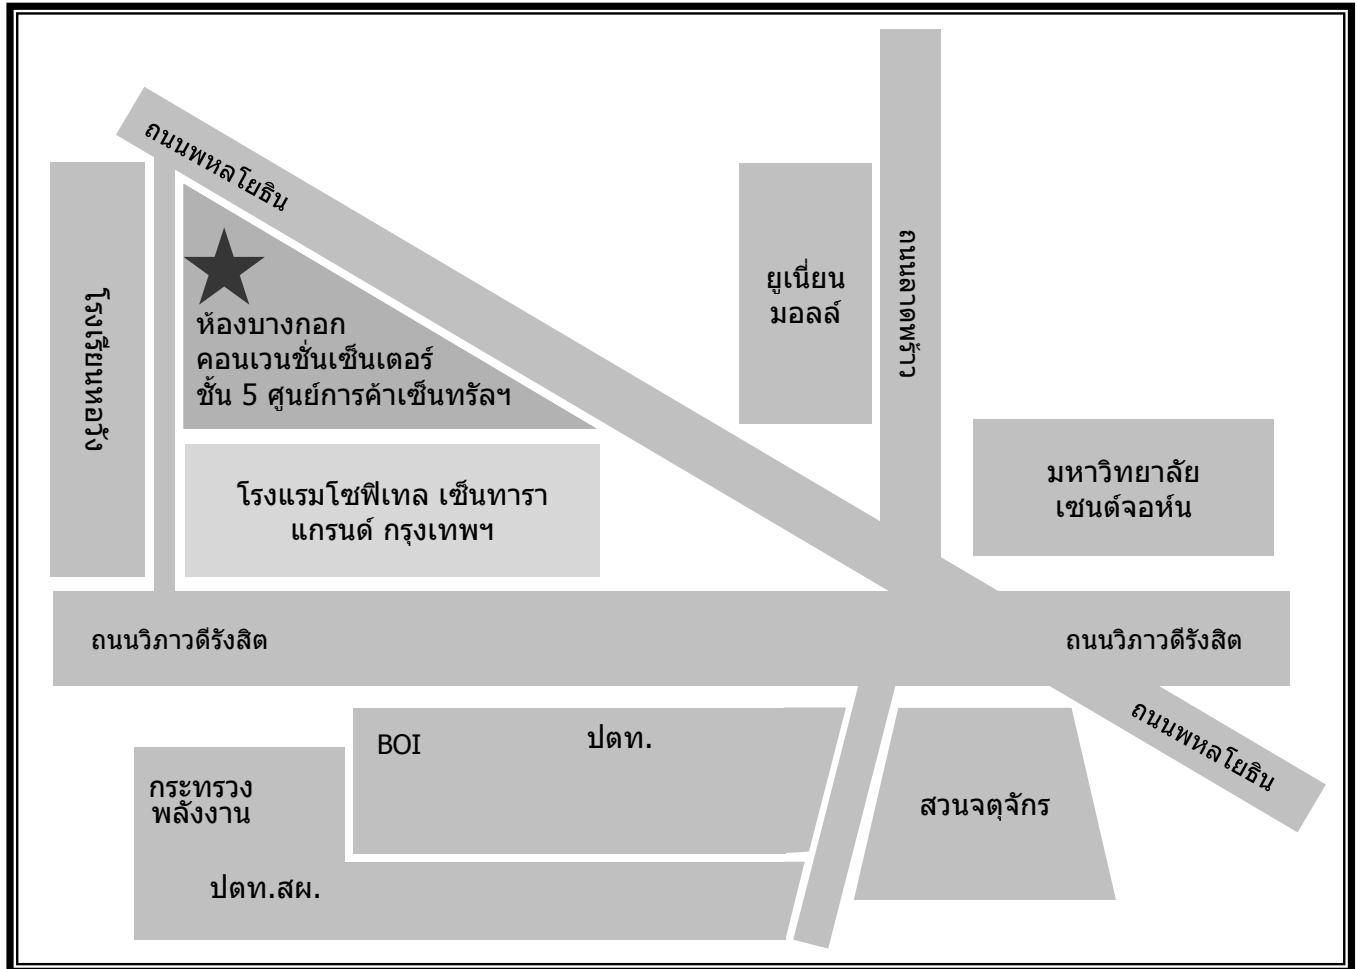 ถนนพหลโยธิน
โรงเรียนหอวัง
ห้องบางกอก
คอนเวนชั่นเซ็นเตอร์
ชั้น 5 ศูนย์การค้าเซ็นทรัลฯ
ยูเนี่ยน
มอลล์
ถนนลาดพร้าว
โรงแรมโซฟิเทล เซ็นทารา
แกรนด์ กรุงเทพฯ
มหาวิทยาลัย
เซนต์จอห์น
ถนนวิภาวดีรังสิต
ถนนวิภาวดีรังสิต
ถนนพหลโยธิน
BOI
ปตท.
กระทรวง
พลังงาน
สวนจตุจักร
ปตท.สผ.